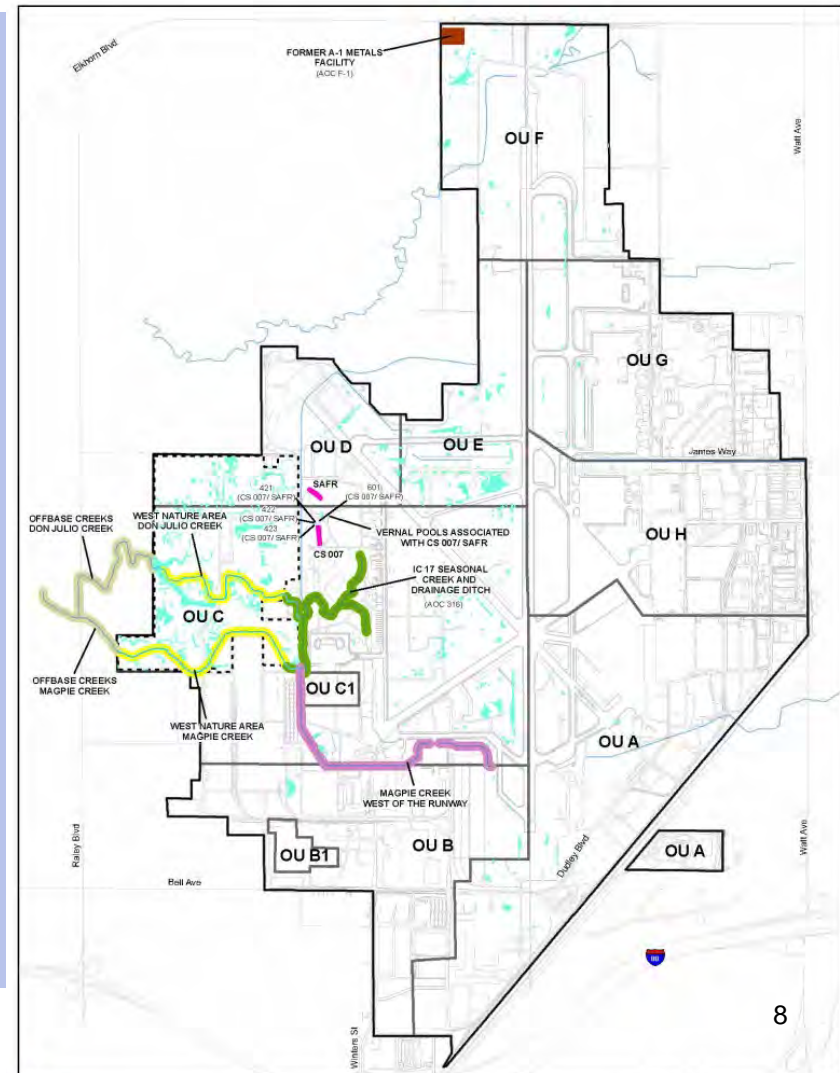 Elkhorn Blvd
FORMER A-1 METALS
FACILITY
(AOC F-1)
Watt Ave
OU F
OU G
James Way
OU D
OU E
SAFR
421
(CS 007/ SAFR)
601
(CS 007/ SAFR)
422
(CS 007/ SAFR)
423
(CS 007/ SAFR)
VERNAL POOLS ASSOCIATED
WITH CS 007/ SAFR
CS 007
OFFBASE CREEKS
DON JULIO CREEK
WEST NATURE AREA
DON JULIO CREEK
OU H
IC 17 SEASONAL
CREEK AND
DRAINAGE DITCH
(AOC 316)
OU C
OFFBASE CREEKS
MAGPIE CREEK
OU C1
WEST NATURE AREA
MAGPIE CREEK
OU A
MAGPIE CREEK
WEST OF THE RUNWAY
Raley Blvd
OU B1
OU B
Dudley Blvd
OU A
Watt Ave
Bell Ave
80
Winters St
8